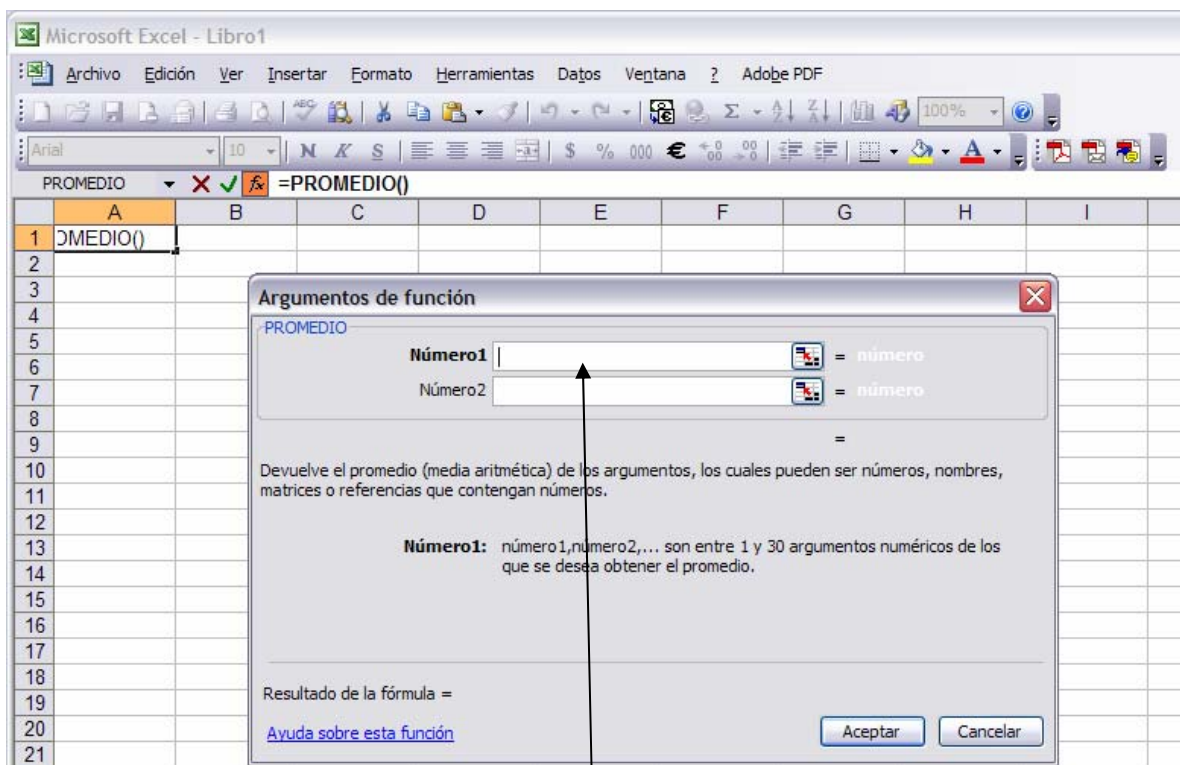 Microsoft Excel - Libro1
Archivo Edición Ver Insertar Formato Herramientas Datos Ventana ? Adobe PDF
100%
Arial 10 N K S $ % 000 €
PROMEDIO =PROMEDIO()
A B C D E F G H I
1 OMEDIO()
2
3
4
5
6
7
8
9
10
11
12
13
14
15
16
17
18
19
20
21
Argumentos de función
PROMEDIO
Número1 = número
Número2 = número
=
Devuelve el promedio (media aritmética) de los argumentos, los cuales pueden ser números, nombres,
matrices o referencias que contengan números.
Número1: número1,número2,... son entre 1 y 30 argumentos numéricos de los
que se desea obtener el promedio.
Resultado de la fórmula =
Ayuda sobre esta función Aceptar Cancelar